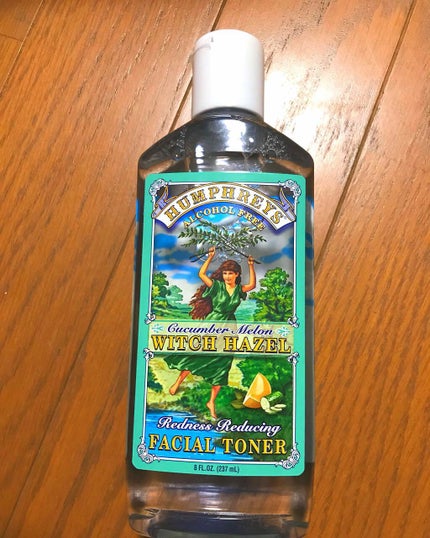 HUMPHREYS
ALCOHOL FREE
Cucumber Melon
WITCH HAZEL
Redness Reducing
FACIAL TONER
8 FL.OZ. (237 mL)